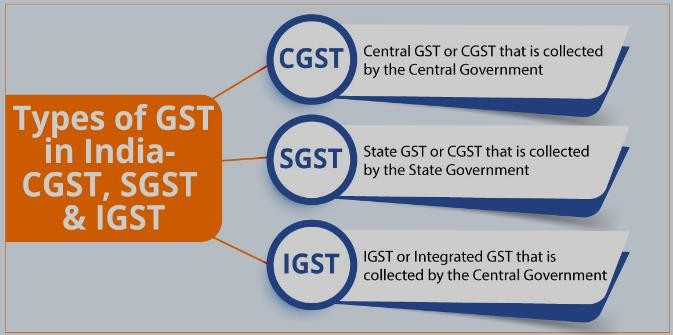 Types of GST
in India-
CGST, SGST
& IGST
CGST
Central GST or CGST that is collected
by the Central Government
SGST
State GST or CGST that is collected
by the State Government
IGST
IGST or Integrated GST that is
collected by the Central Government